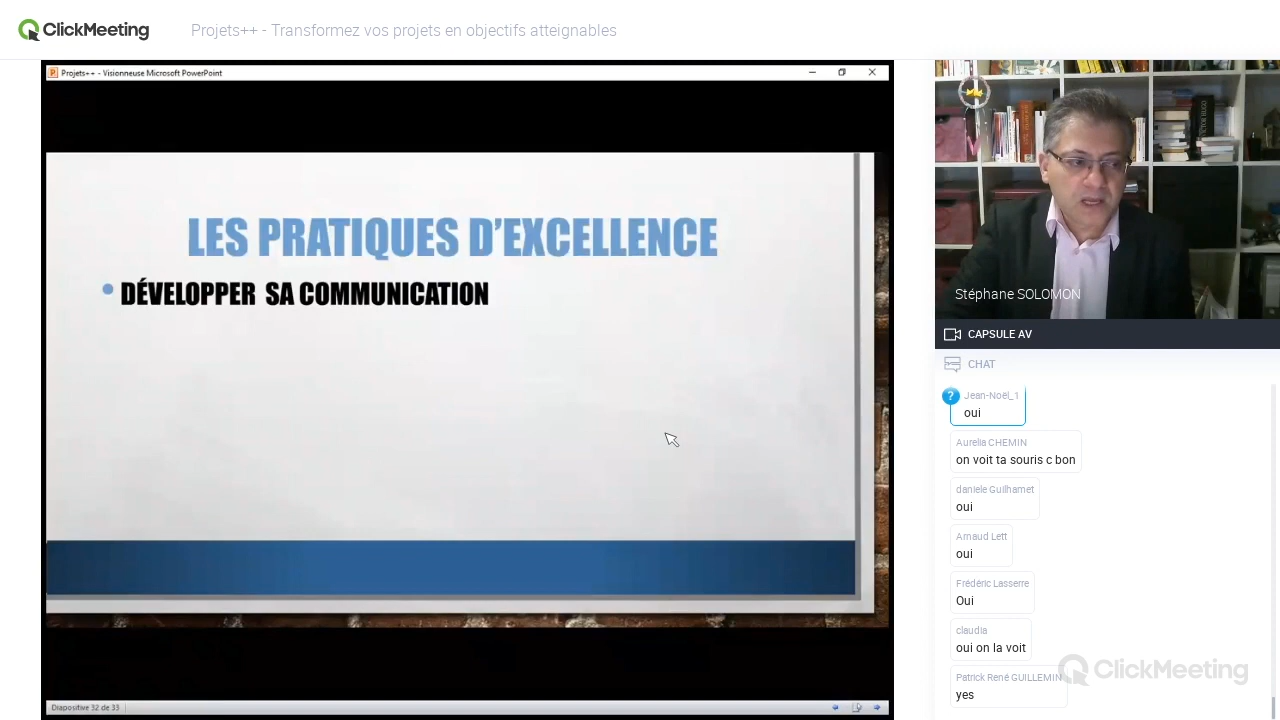 ClickMeeting
Projets++ - Transformez vos projets en objectifs atteignables
Projets++ - Visionneuse Microsoft PowerPoint
LES PRATIQUES D'EXCELLENCE
• DÉVELOPPER SA COMMUNICATION
Diapositive 32 de 33
Stéphane SOLOMON
CAPSULE AV
CHAT
?
Jean-Noël_1
oui
Aurelia CHEMIN
on voit ta souris c bon
daniele Guilhamet
oui
Arnaud Lett
oui
Frédéric Lasserre
Oui
claudia
oui on la voit
Patrick René GUILLEMIN
yes
ClickMeeting